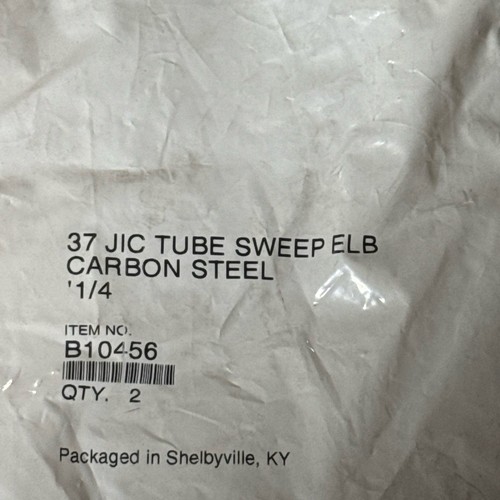 37 JIC TUBE SWEEP ELB
CARBON STEEL
'1/4
ITEM NO.
B10456
QTY. 2
Packaged in Shelbyville, KY